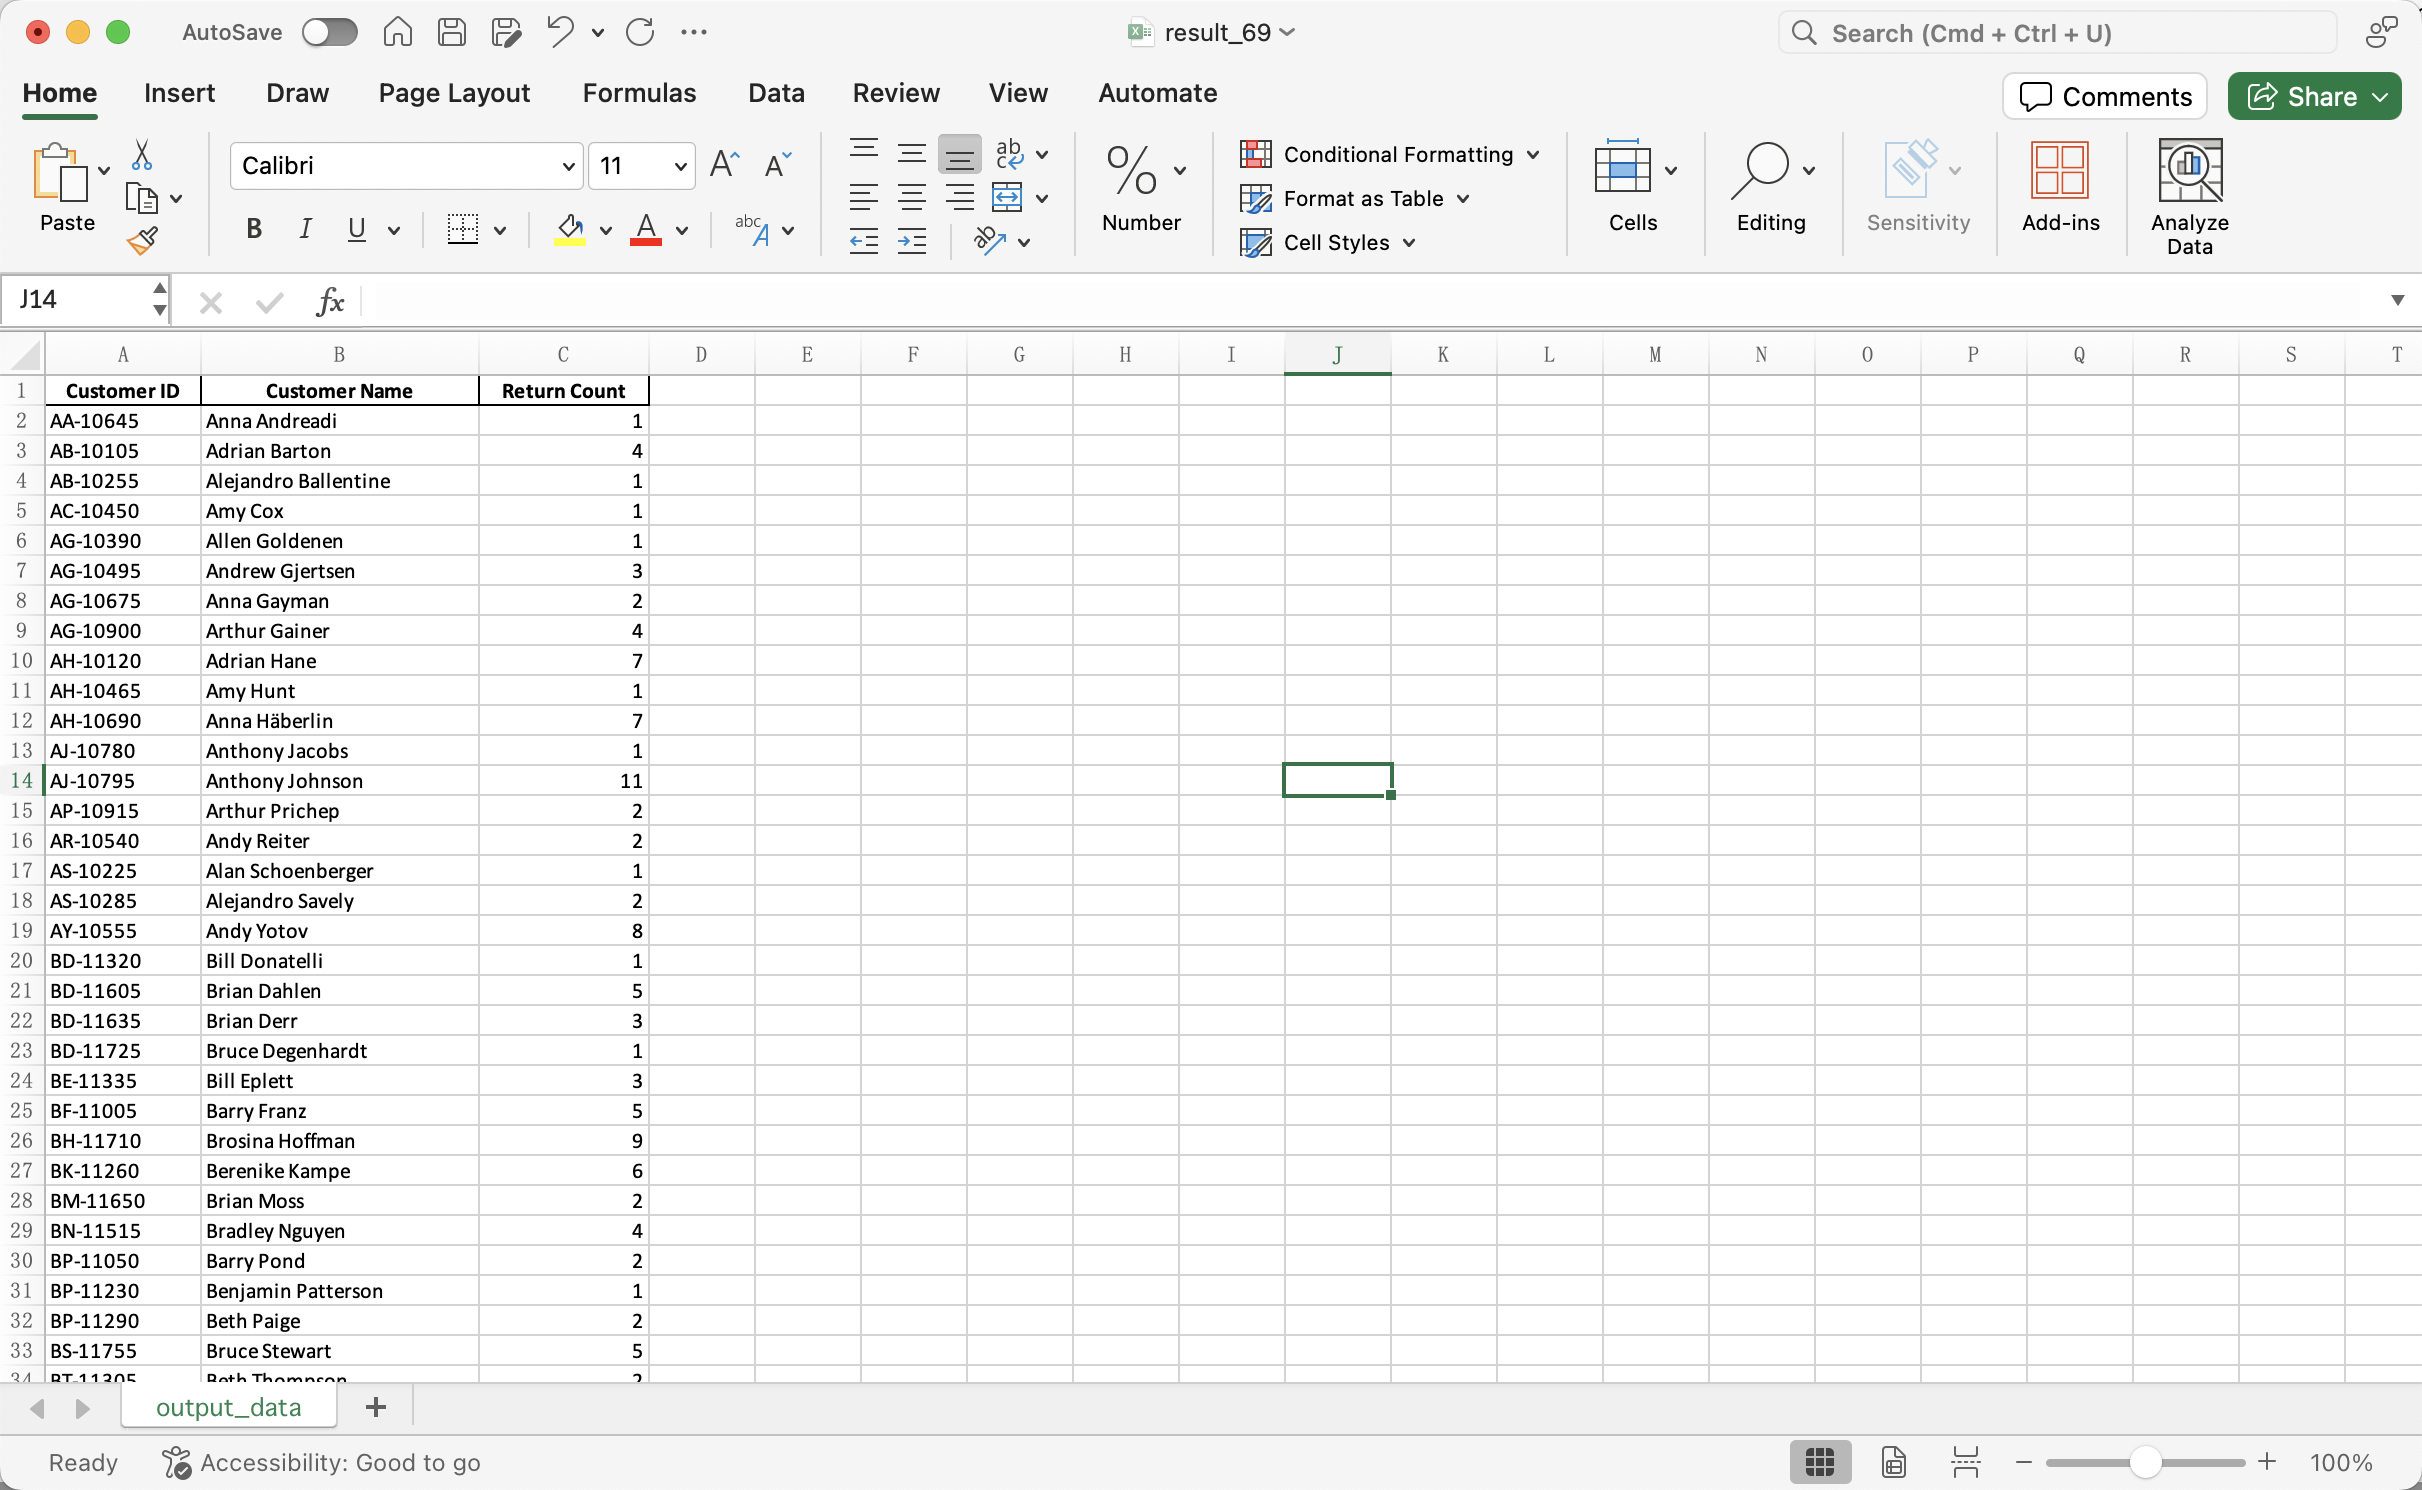 AutoSave
result_69
Search (Cmd + Ctrl + U)
Home Insert Draw Page Layout Formulas Data Review View Automate
Comments
Share
Paste
Calibri 11
B I U
abc A
ab
Number
Conditional Formatting
Format as Table
Cell Styles
Cells
Editing
Sensitivity
Add-ins
Analyze Data
J14 fx
A B C D E F G H I J K L M N O P Q R S T
1 Customer ID Customer Name Return Count
2 AA-10645 Anna Andreadi 1
3 AB-10105 Adrian Barton 4
4 AB-10255 Alejandro Ballentine 1
5 AC-10450 Amy Cox 1
6 AG-10390 Allen Goldenen 1
7 AG-10495 Andrew Gjertsen 3
8 AG-10675 Anna Gayman 2
9 AG-10900 Arthur Gainer 4
10 AH-10120 Adrian Hane 7
11 AH-10465 Amy Hunt 1
12 AH-10690 Anna Häberlin 7
13 AJ-10780 Anthony Jacobs 1
14 AJ-10795 Anthony Johnson 11
15 AP-10915 Arthur Prichep 2
16 AR-10540 Andy Reiter 2
17 AS-10225 Alan Schoenberger 1
18 AS-10285 Alejandro Savely 2
19 AY-10555 Andy Yotov 8
20 BD-11320 Bill Donatelli 1
21 BD-11605 Brian Dahlen 5
22 BD-11635 Brian Derr 3
23 BD-11725 Bruce Degenhardt 1
24 BE-11335 Bill Eplett 3
25 BF-11005 Barry Franz 5
26 BH-11710 Brosina Hoffman 9
27 BK-11260 Berenike Kampe 6
28 BM-11650 Brian Moss 2
29 BN-11515 Bradley Nguyen 4
30 BP-11050 Barry Pond 2
31 BP-11230 Benjamin Patterson 1
32 BP-11290 Beth Paige 2
33 BS-11755 Bruce Stewart 5
34 BT-11305 Beth Thompson 2
output_data
Ready Accessibility: Good to go 100%